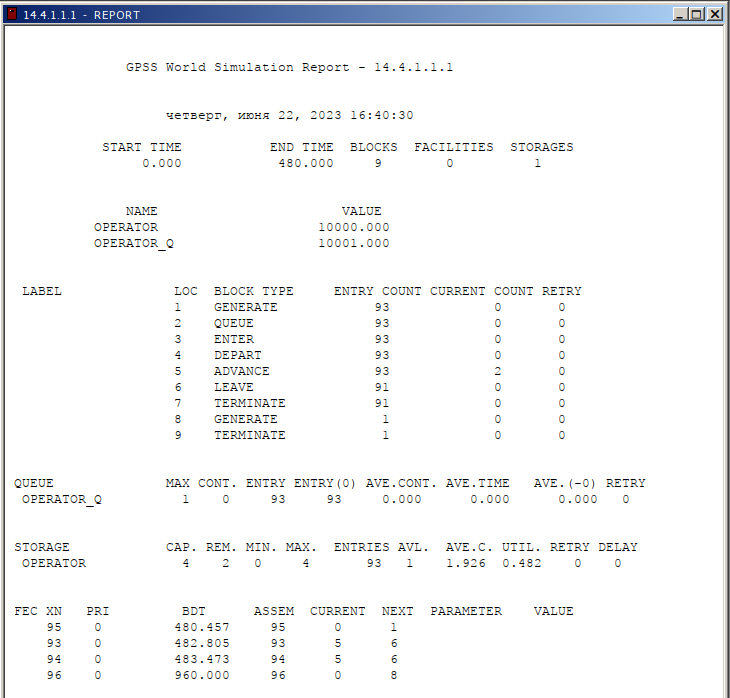 14.4.1.1.1 - REPORT
GPSS World Simulation Report - 14.4.1.1.1
четверг, июня 22, 2023 16:40:30
START TIME END TIME BLOCKS FACILITIES STORAGES
0.000 480.000 9 0 1
NAME VALUE
OPERATOR 10000.000
OPERATOR_Q 10001.000
LABEL LOC BLOCK TYPE ENTRY COUNT CURRENT COUNT RETRY
1 GENERATE 93 0 0
2 QUEUE 93 0 0
3 ENTER 93 0 0
4 DEPART 93 0 0
5 ADVANCE 93 2 0
6 LEAVE 91 0 0
7 TERMINATE 91 0 0
8 GENERATE 1 0 0
9 TERMINATE 1 0 0
QUEUE MAX CONT. ENTRY ENTRY(0) AVE.CONT. AVE.TIME AVE.(-0) RETRY
OPERATOR_Q 1 0 93 93 0.000 0.000 0.000 0
STORAGE CAP. REM. MIN. MAX. ENTRIES AVL. AVE.C. UTIL. RETRY DELAY
OPERATOR 4 2 0 4 93 1 1.926 0.482 0 0
FEC XN PRI BDT ASSEM CURRENT NEXT PARAMETER VALUE
95 0 480.457 95 0 1
93 0 482.805 93 5 6
94 0 483.473 94 5 6
96 0 960.000 96 0 8